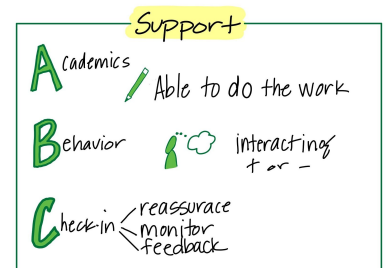 Support
Academics
Able to do the work
Behavior
interacting
+ or -
Check-in
reassurace
monitor
feedback